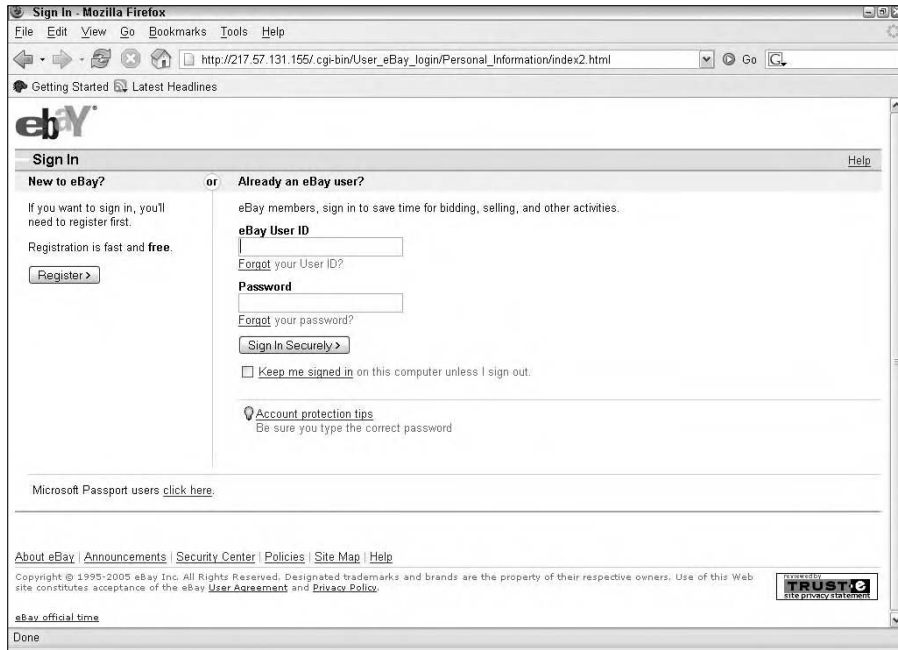 Sign In - Mozilla Firefox
File Edit View Go Bookmarks Tools Help
http://217.57.131.155/.cgi-bin/User_eBay_login/Personal_Information/index2.html Go G
Getting Started Latest Headlines
ebaY
Sign In Help
New to eBay? or Already an eBay user?
If you want to sign in, you'll
need to register first.
Registration is fast and free.
Register >
eBay members, sign in to save time for bidding, selling, and other activities.
eBay User ID
Forgot your User ID?
Password
Forgot your password?
Sign In Securely >
Keep me signed in on this computer unless I sign out.
Account protection tips
Be sure you type the correct password
Microsoft Passport users click here.
About eBay | Announcements | Security Center | Policies | Site Map | Help
Copyright © 1995-2005 eBay Inc. All Rights Reserved. Designated trademarks and brands are the property of their respective owners. Use of this Web
site constitutes acceptance of the eBay User Agreement and Privacy Policy.
reviewed by
TRUSTe
site privacy statement
eBay official time
Done